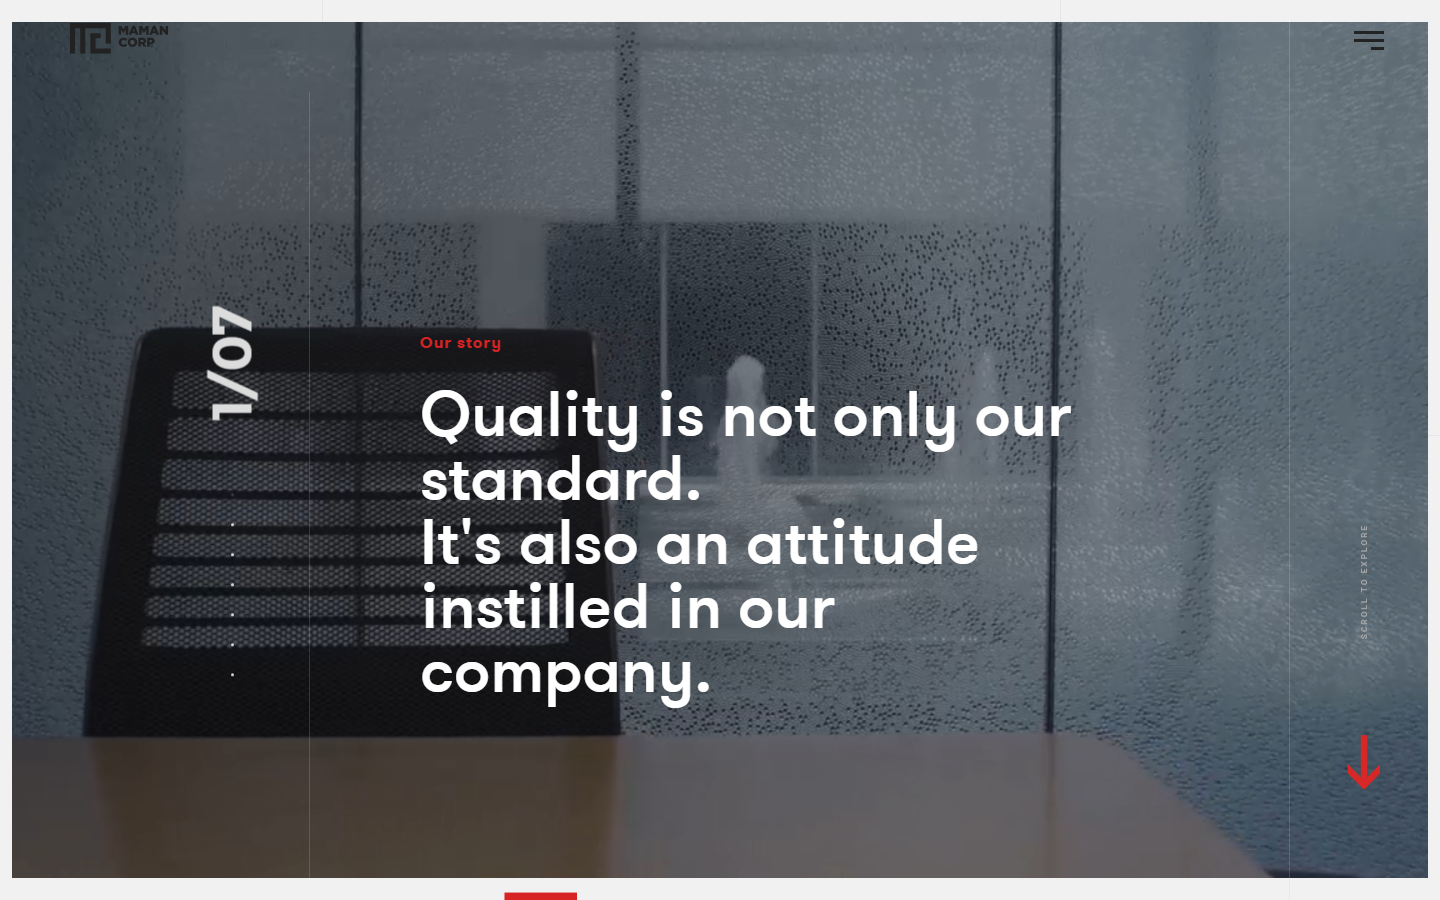 MAMAN
CORP
1/07
Our story
Quality is not only our
standard.
It's also an attitude
instilled in our
company.
SCROLL TO EXPLORE